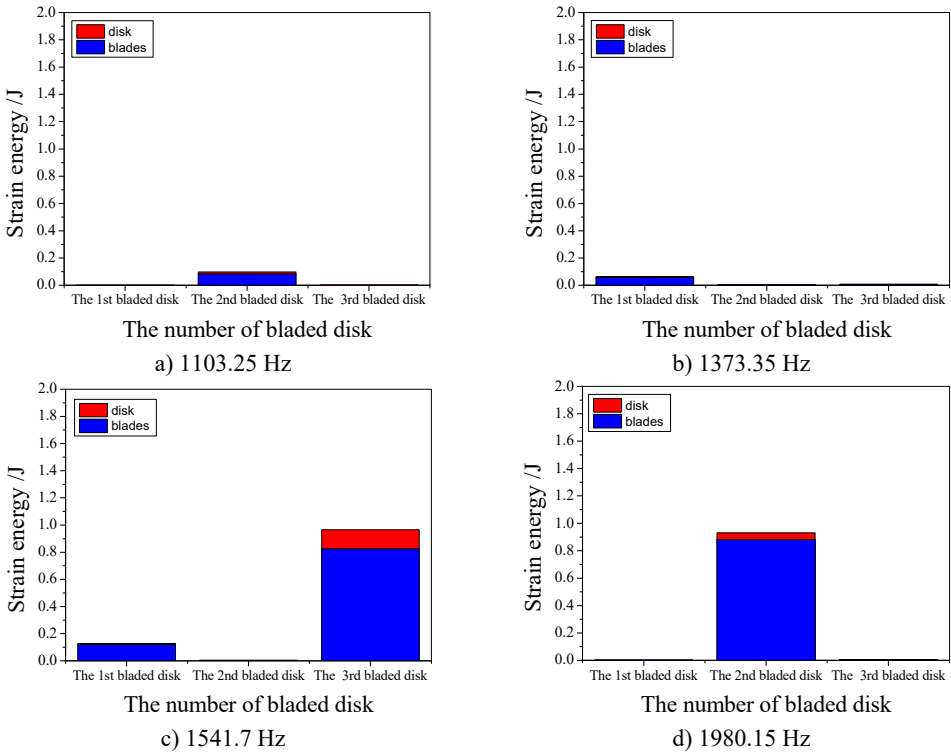 2.0
1.8
1.6
1.4
1.2
1.0
0.8
0.6
0.4
0.2
0.0
Strain energy /J
disk
blades
The 1st bladed disk The 2nd bladed disk The  3rd bladed disk
The number of bladed disk
a) 1103.25 Hz
2.0
1.8
1.6
1.4
1.2
1.0
0.8
0.6
0.4
0.2
0.0
Strain energy /J
disk
blades
The 1st bladed disk The 2nd bladed disk The  3rd bladed disk
The number of bladed disk
b) 1373.35 Hz
2.0
1.8
1.6
1.4
1.2
1.0
0.8
0.6
0.4
0.2
0.0
Strain energy /J
disk
blades
The 1st bladed disk The 2nd bladed disk The  3rd bladed disk
The number of bladed disk
c) 1541.7 Hz
2.0
1.8
1.6
1.4
1.2
1.0
0.8
0.6
0.4
0.2
0.0
Strain energy /J
disk
blades
The 1st bladed disk The 2nd bladed disk The  3rd bladed disk
The number of bladed disk
d) 1980.15 Hz